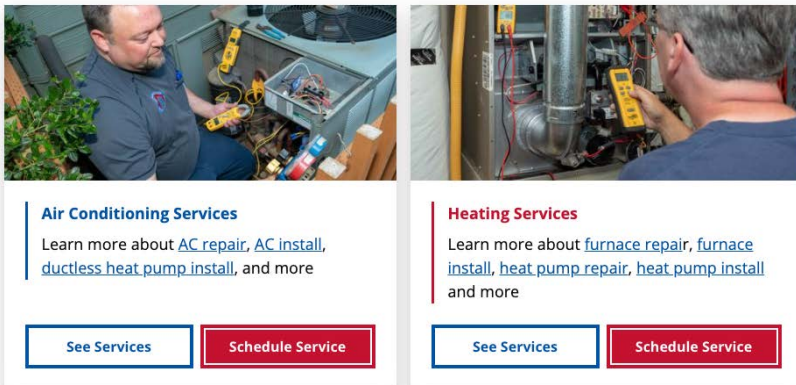 Air Conditioning Services
Learn more about AC repair, AC install,
ductless heat pump install, and more
See Services
Schedule Service
Heating Services
Learn more about furnace repair, furnace
install, heat pump repair, heat pump install
and more
See Services
Schedule Service